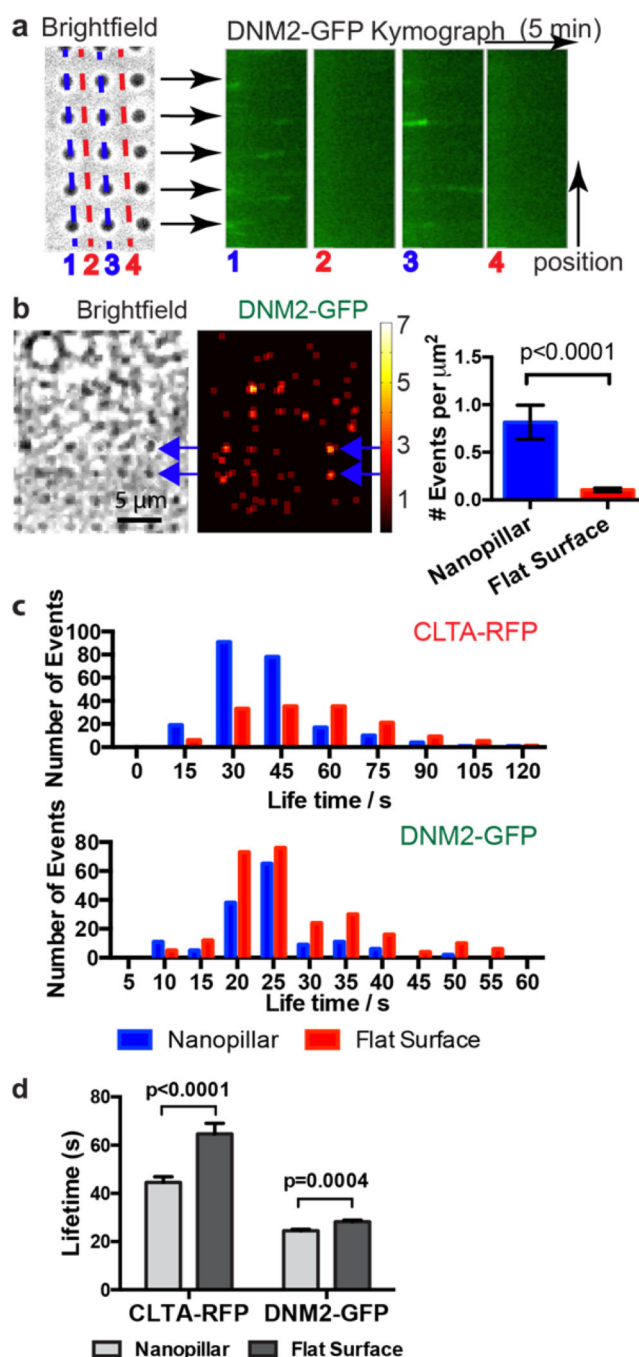 a
Brightfield
DNM2-GFP Kymograph (5 min)
1 2 3 4
1 2 3 4
position
b
Brightfield
DNM2-GFP
5 µm
7
5
3
1
# Events per µm²
1.5
1.0
0.5
0.0
p<0.0001
Nanopillar
Flat Surface
c
CLTA-RFP
Number of Events
100
80
60
40
20
0
0 15 30 45 60 75 90 105 120
Life time / s
DNM2-GFP
Number of Events
80
60
40
20
0
5 10 15 20 25 30 35 40 45 50 55 60
Life time / s
Nanopillar Flat Surface
d
Lifetime (s)
80
60
40
20
0
p<0.0001
p=0.0004
CLTA-RFP DNM2-GFP
Nanopillar Flat Surface